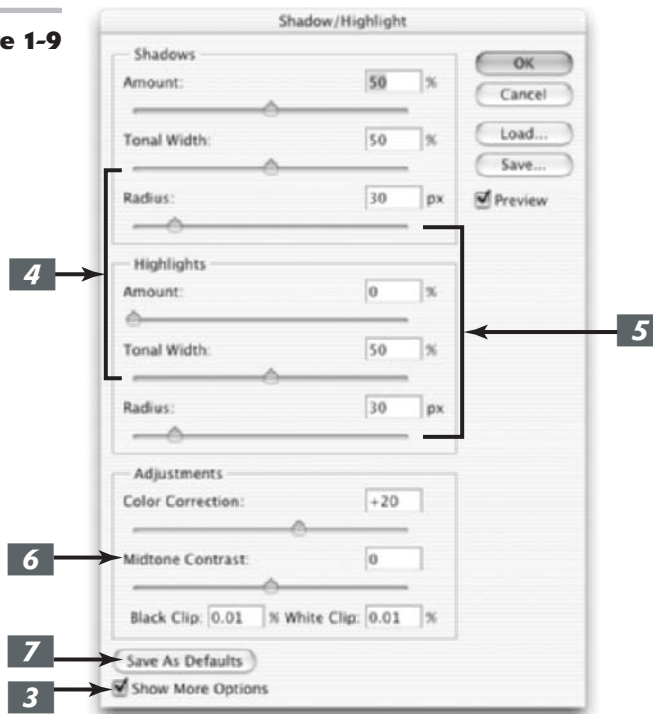 e 1-9
Shadow/Highlight
Shadows
Amount: 50 %
Tonal Width: 50 %
Radius: 30 px
Highlights
Amount: 0 %
Tonal Width: 50 %
Radius: 30 px
Adjustments
Color Correction: +20
Midtone Contrast: 0
Black Clip: 0.01 % White Clip: 0.01 %
Save As Defaults
Show More Options
OK
Cancel
Load...
Save...
Preview
4
5
6
7
3